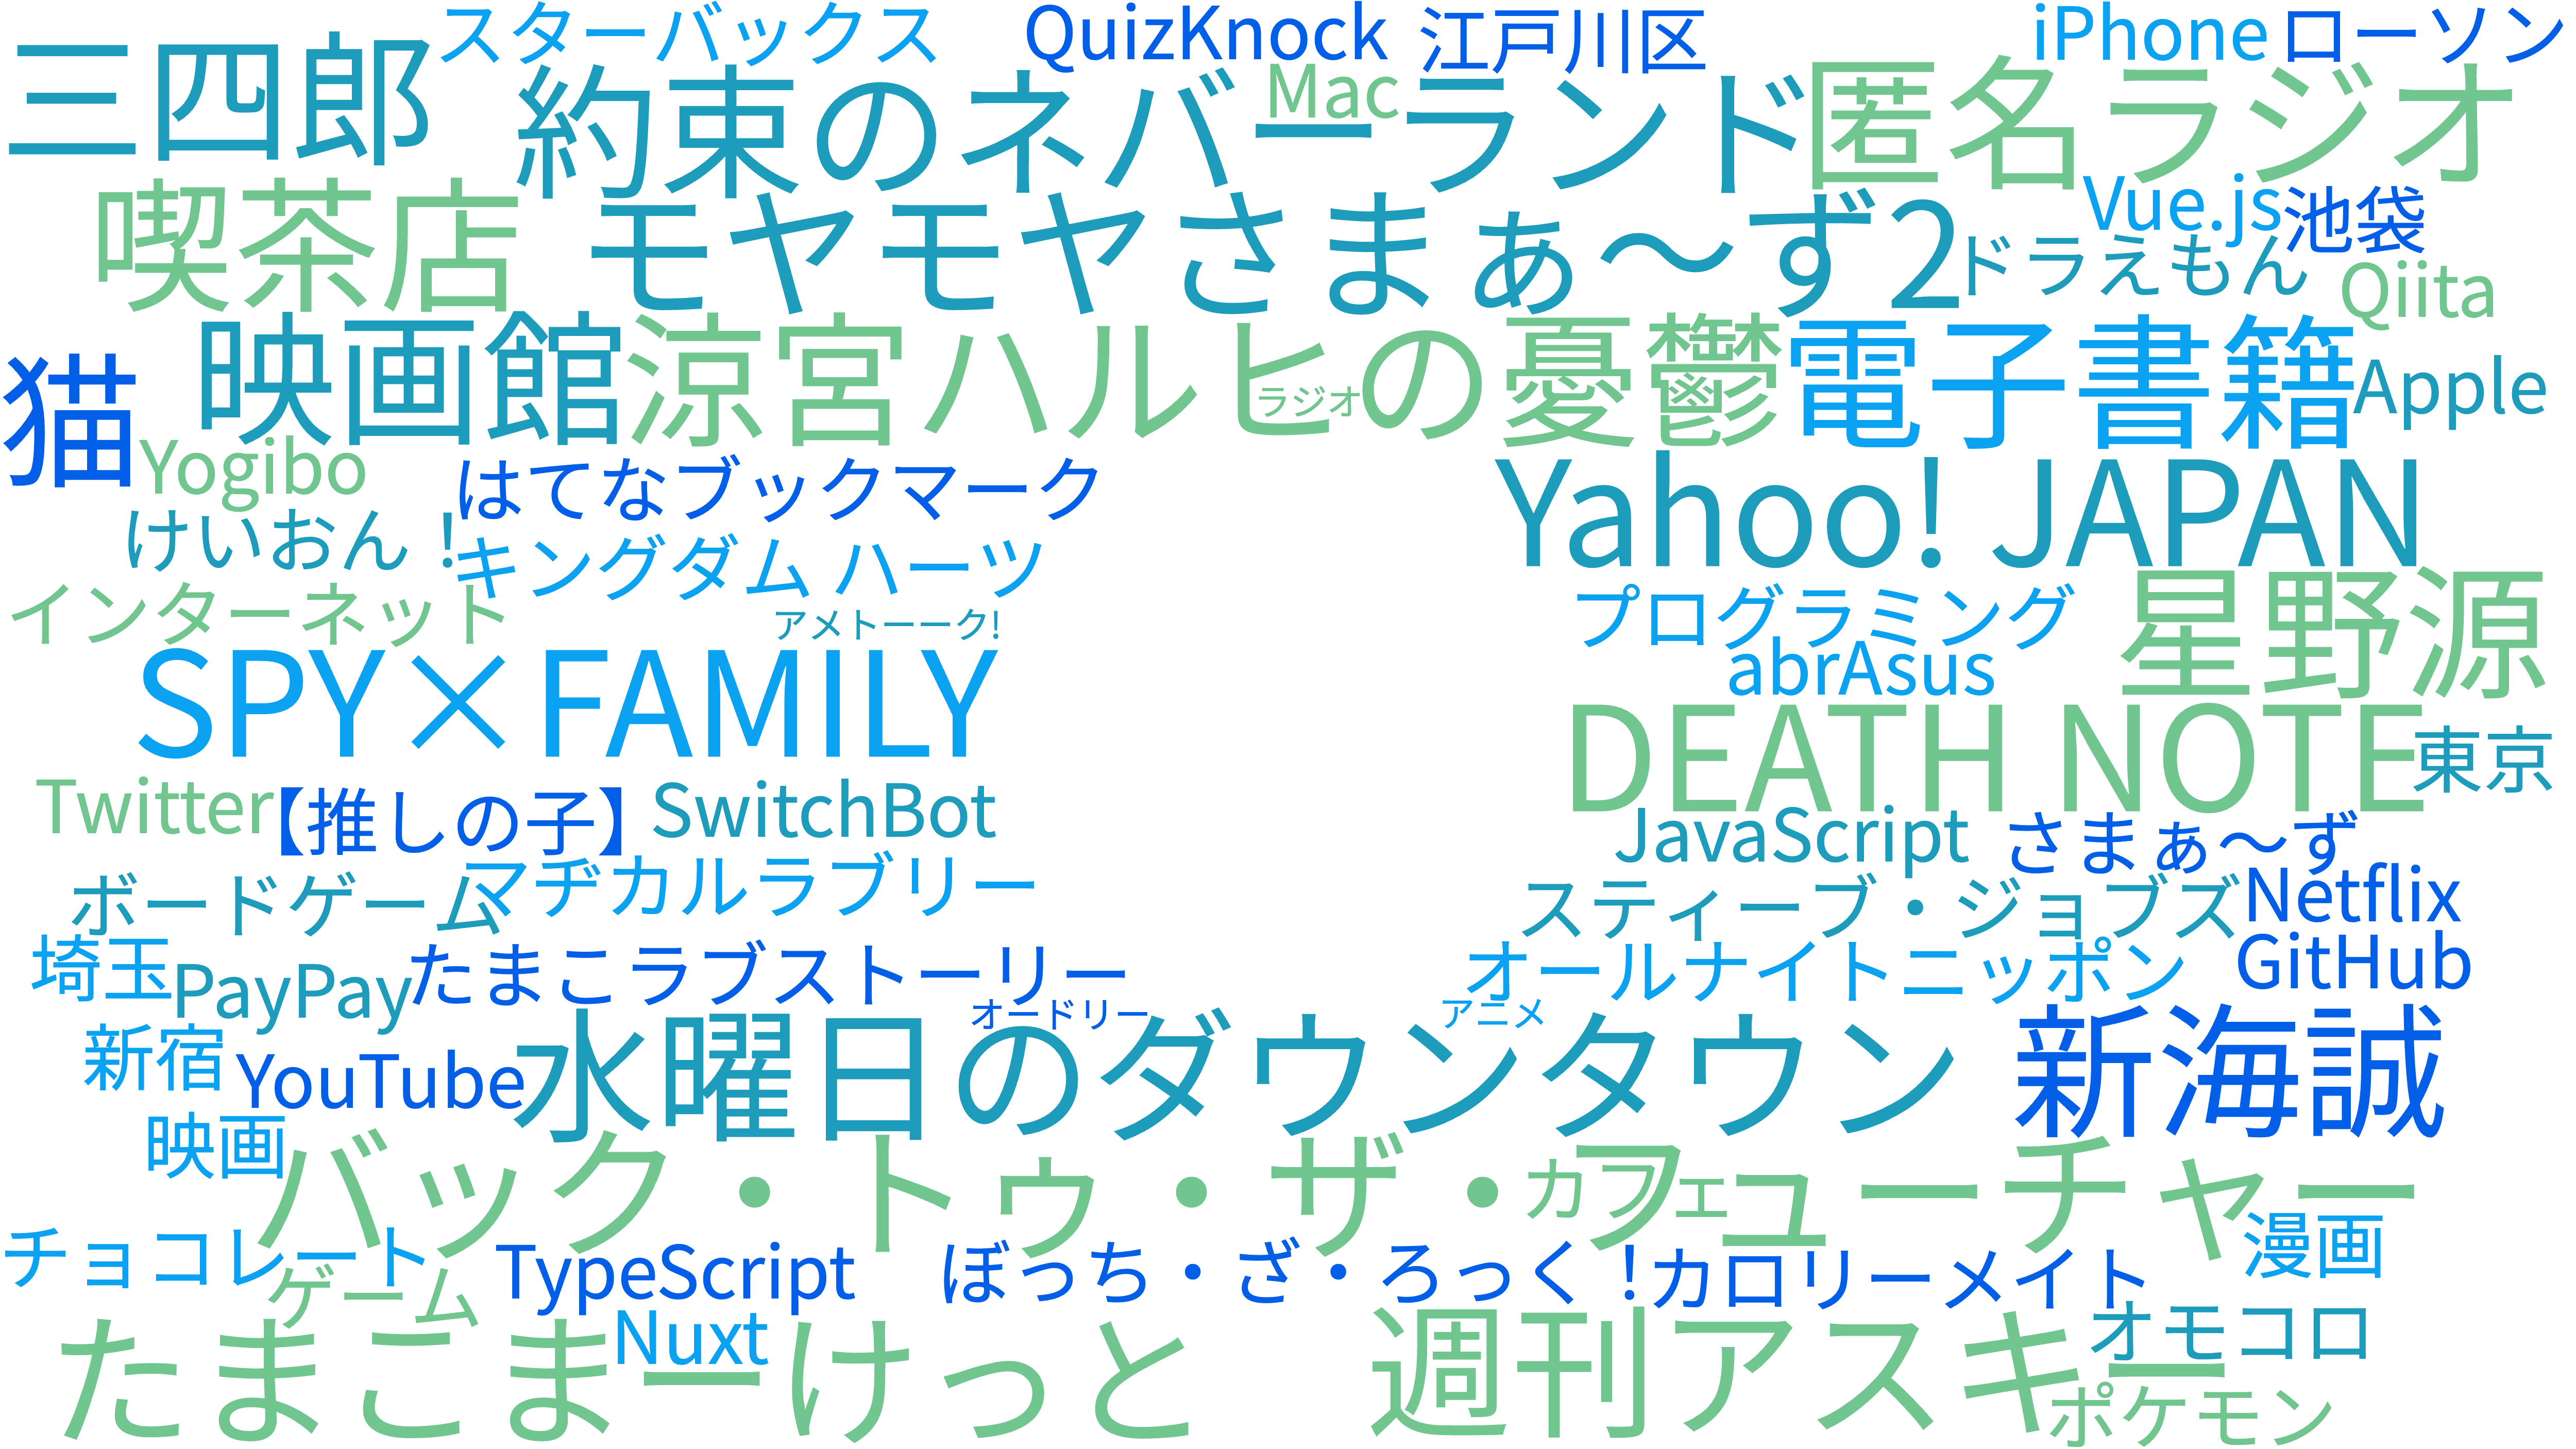 スターバックス
QuizKnock
江戸川区
iPhone
ローソン
三四郎
約束のネバーランド
Mac
匿名ラジオ
喫茶店
モヤモヤさまぁ～ず2
Vue.js
池袋
ドラえもん
Qiita
猫
映画館
涼宮ハルヒの憂鬱
ラジオ
電子書籍
Apple
Yogibo
はてなブックマーク
Yahoo! JAPAN
けいおん！
キングダム ハーツ
インターネット
アメトーーク!
プログラミング
星野源
SPY×FAMILY
abrAsus
DEATH NOTE
東京
Twitter
【推しの子】
SwitchBot
JavaScript
さまぁ～ず
ボードゲーム
マヂカルラブリー
スティーブ・ジョブズ
Netflix
埼玉
PayPay
たまこラブストーリー
オールナイトニッポン
GitHub
オードリー
アニメ
新宿
YouTube
水曜日のダウンタウン
新海誠
映画
バック・トゥ・ザ・フューチャー
カフェ
漫画
チョコレート
ゲーム
TypeScript
ぼっち・ざ・ろっく！
カロリーメイト
Nuxt
オモコロ
たまこまーけっと
週刊アスキー
ポケモン